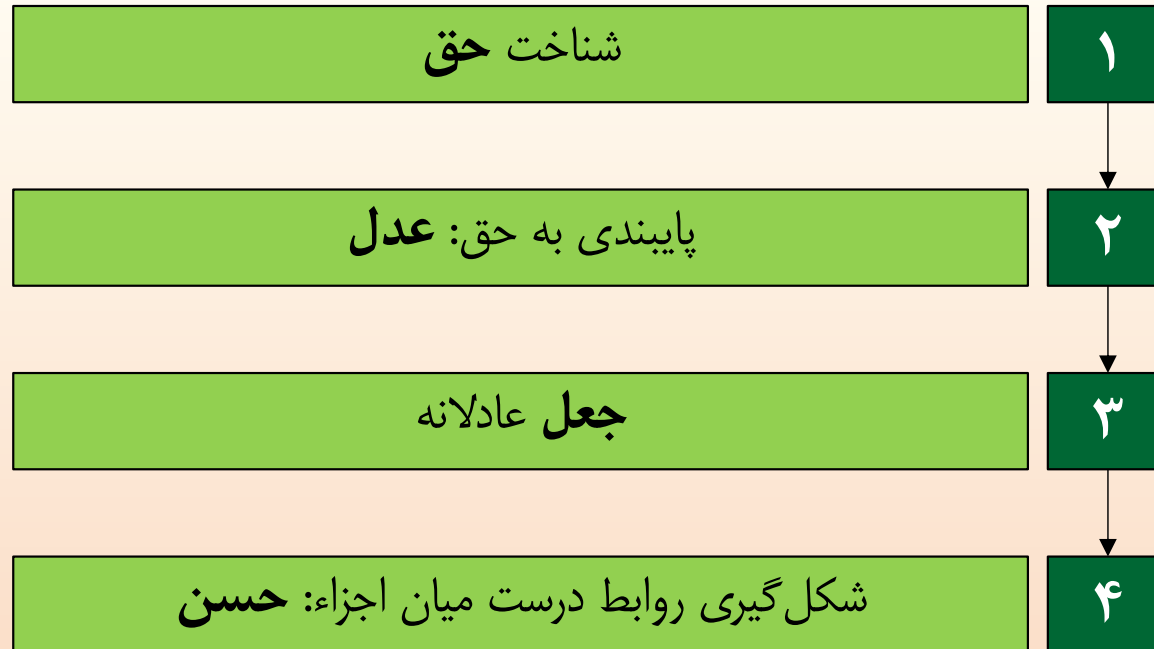 ۱ شناخت حق
۲ پایبندی به حق: عدل
۳ جعل عادلانه
۴ شکل‌گیری روابط درست میان اجزاء: حسن